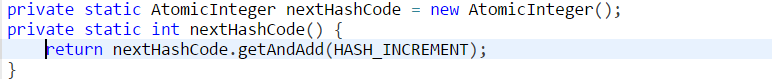 private static AtomicInteger nextHashCode = new AtomicInteger();
private static int nextHashCode() {
    return nextHashCode.getAndAdd(HASH_INCREMENT);
}